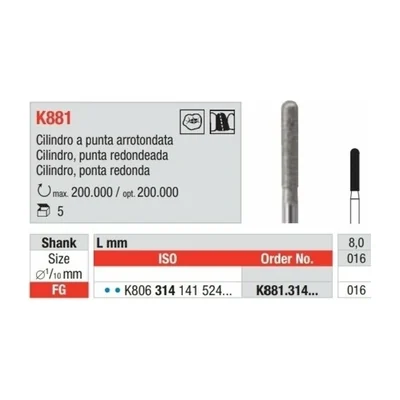 K881
Cilindro a punta arrotondata
Cilindro, punta redondeada
Cilindro, ponta redonda
max. 200.000 / opt. 200.000
5
Shank L mm 8,0
Size ISO Order No. 016
∅1/10 mm
FG K806 314 141 524... K881.314... 016